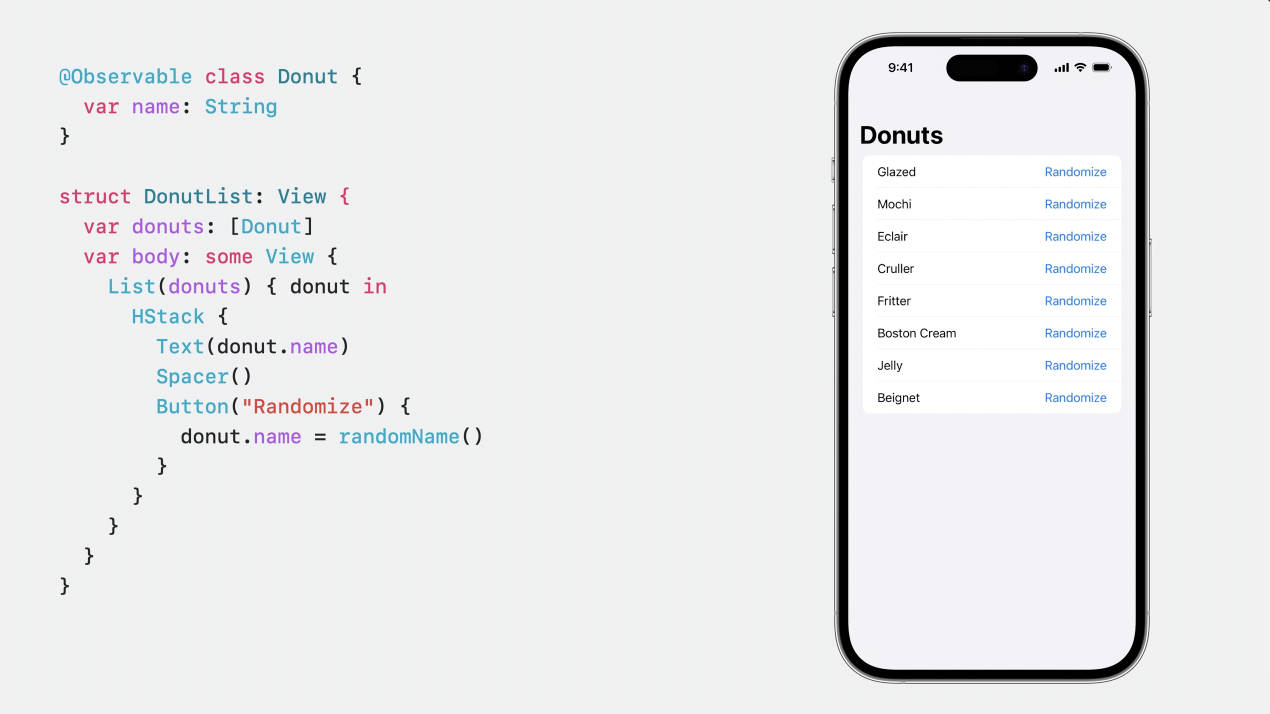 @Observable class Donut {
  var name: String
}

struct DonutList: View {
  var donuts: [Donut]
  var body: some View {
    List(donuts) { donut in
      HStack {
        Text(donut.name)
        Spacer()
        Button("Randomize") {
          donut.name = randomName()
        }
      }
    }
  }
}

9:41
Donuts
Glazed Randomize
Mochi Randomize
Eclair Randomize
Cruller Randomize
Fritter Randomize
Boston Cream Randomize
Jelly Randomize
Beignet Randomize